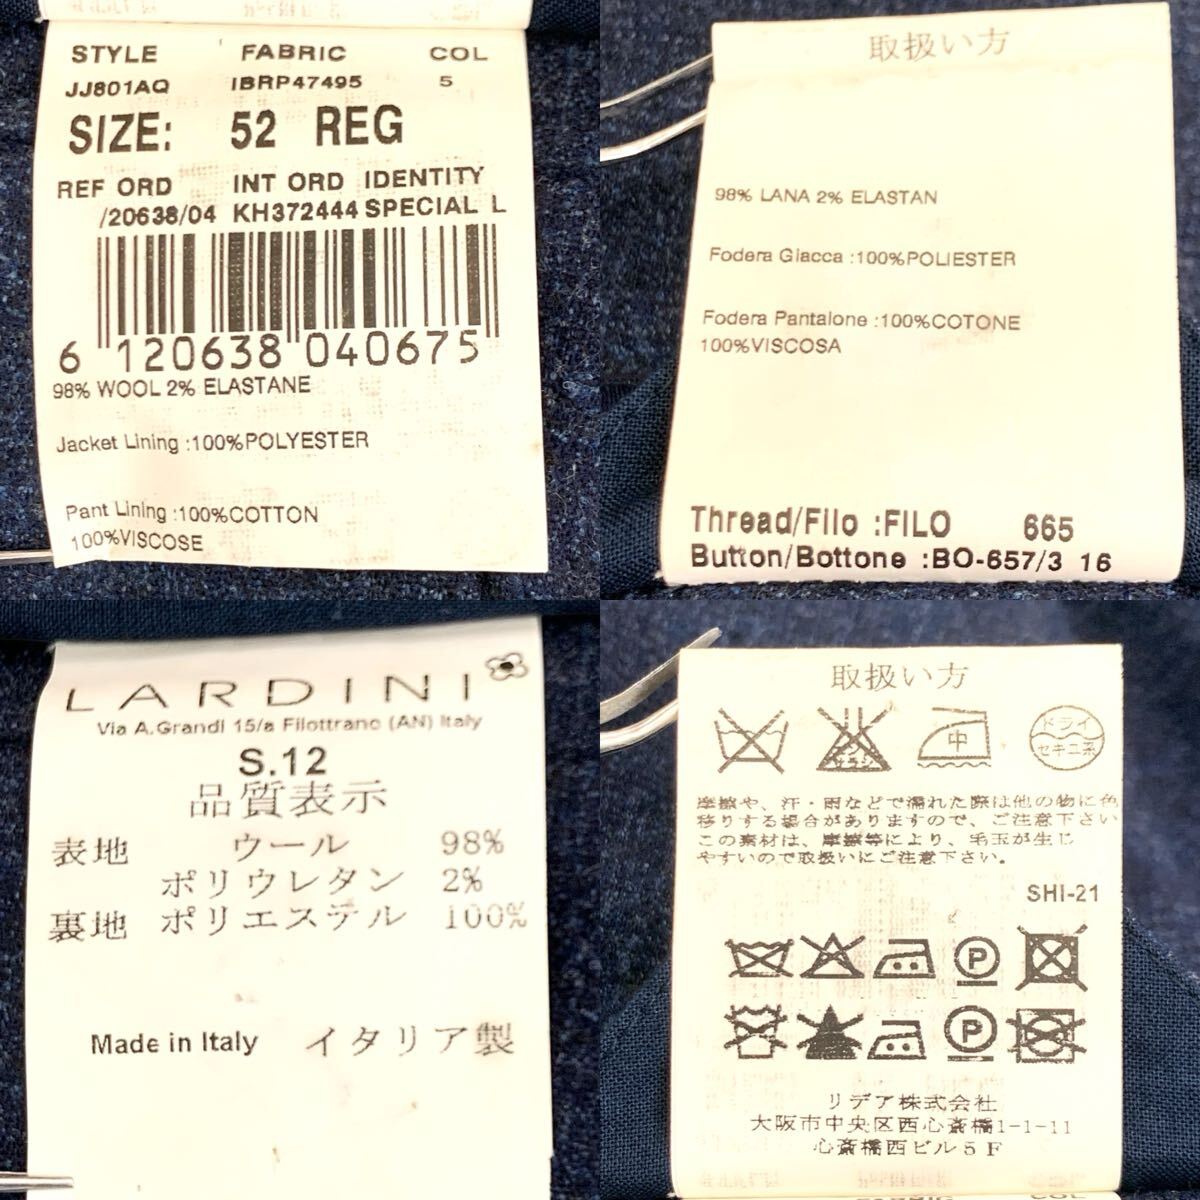 STYLE FABRIC COL
JJ801AQ IBRP47495 5
SIZE: 52 REG
REF ORD INT ORD IDENTITY
/20638/04 KH372444 SPECIAL L
6 120638 040675
98% WOOL 2% ELASTANE
Jacket Lining :100%POLYESTER
Pant Lining :100%COTTON
100%VISCOSE
取扱い方
98% LANA 2% ELASTAN
Fodera Giacca :100%POLIESTER
Fodera Pantalone :100%COTONE
100%VISCOSA
Thread/Filo :FILO 665
Button/Bottone :BO-657/3 16
LARDINI
Via A.Grandi 15/a Filottrano (AN) Italy
S.12
品質表示
表地 ウール 98%
ポリウレタン 2%
裏地 ポリエステル 100%
Made in Italy イタリア製
取扱い方
エンソサラシ 中 ドライ セキユ系
摩擦や、汗・雨などで濡れた際は他の物に色
移りする場合がありますので、ご注意下さい
この素材は、摩擦等により、毛玉が生じ
やすいので取扱いにご注意下さい。
SHI-21
P
P
リデア株式会社
大阪市中央区西心斎橋1-1-11
心斎橋西ビル5F